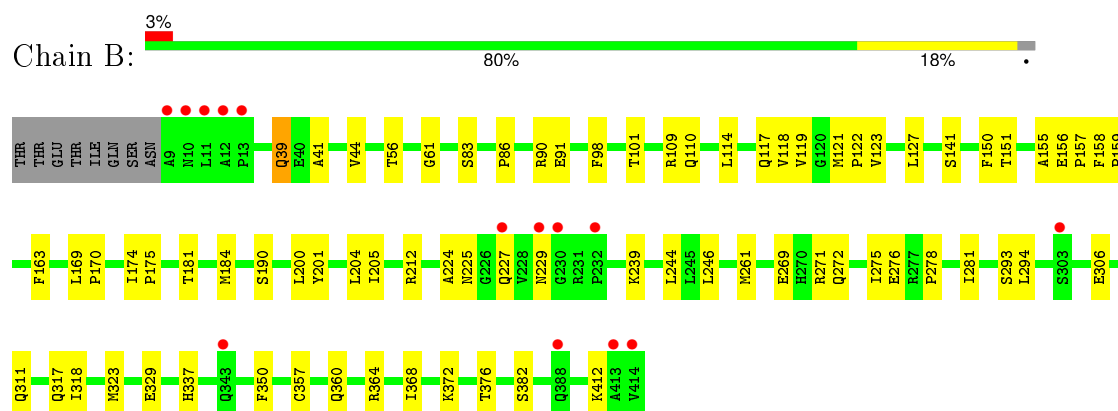 3%
Chain B:
80% 18% •
THR THR GLU THR ILE GLN SER ASN A9 N10 L11 A12 P13 Q39 E40 A41 V44 T56 G61 S83 P86 R90 E91 F98 T101 R109 Q110 L114 Q117 V118 V119 G120 M121 P122 V123 L127 S141 F150 T151 A155 E156 P157 F158 P159
F163 L169 P170 I174 P175 T181 M184 S190 L200 Y201 L204 I205 R212 A224 N225 G226 Q227 V228 N229 G230 R231 P232 K239 L244 L245 L246 M261 E269 H270 R271 Q272 I275 E276 R277 P278 I281 S293 L294 S303 E306
Q311 Q317 I318 M323 E329 H337 Q343 F350 C357 Q360 R364 I368 K372 T376 S382 Q388 K412 A413 V414